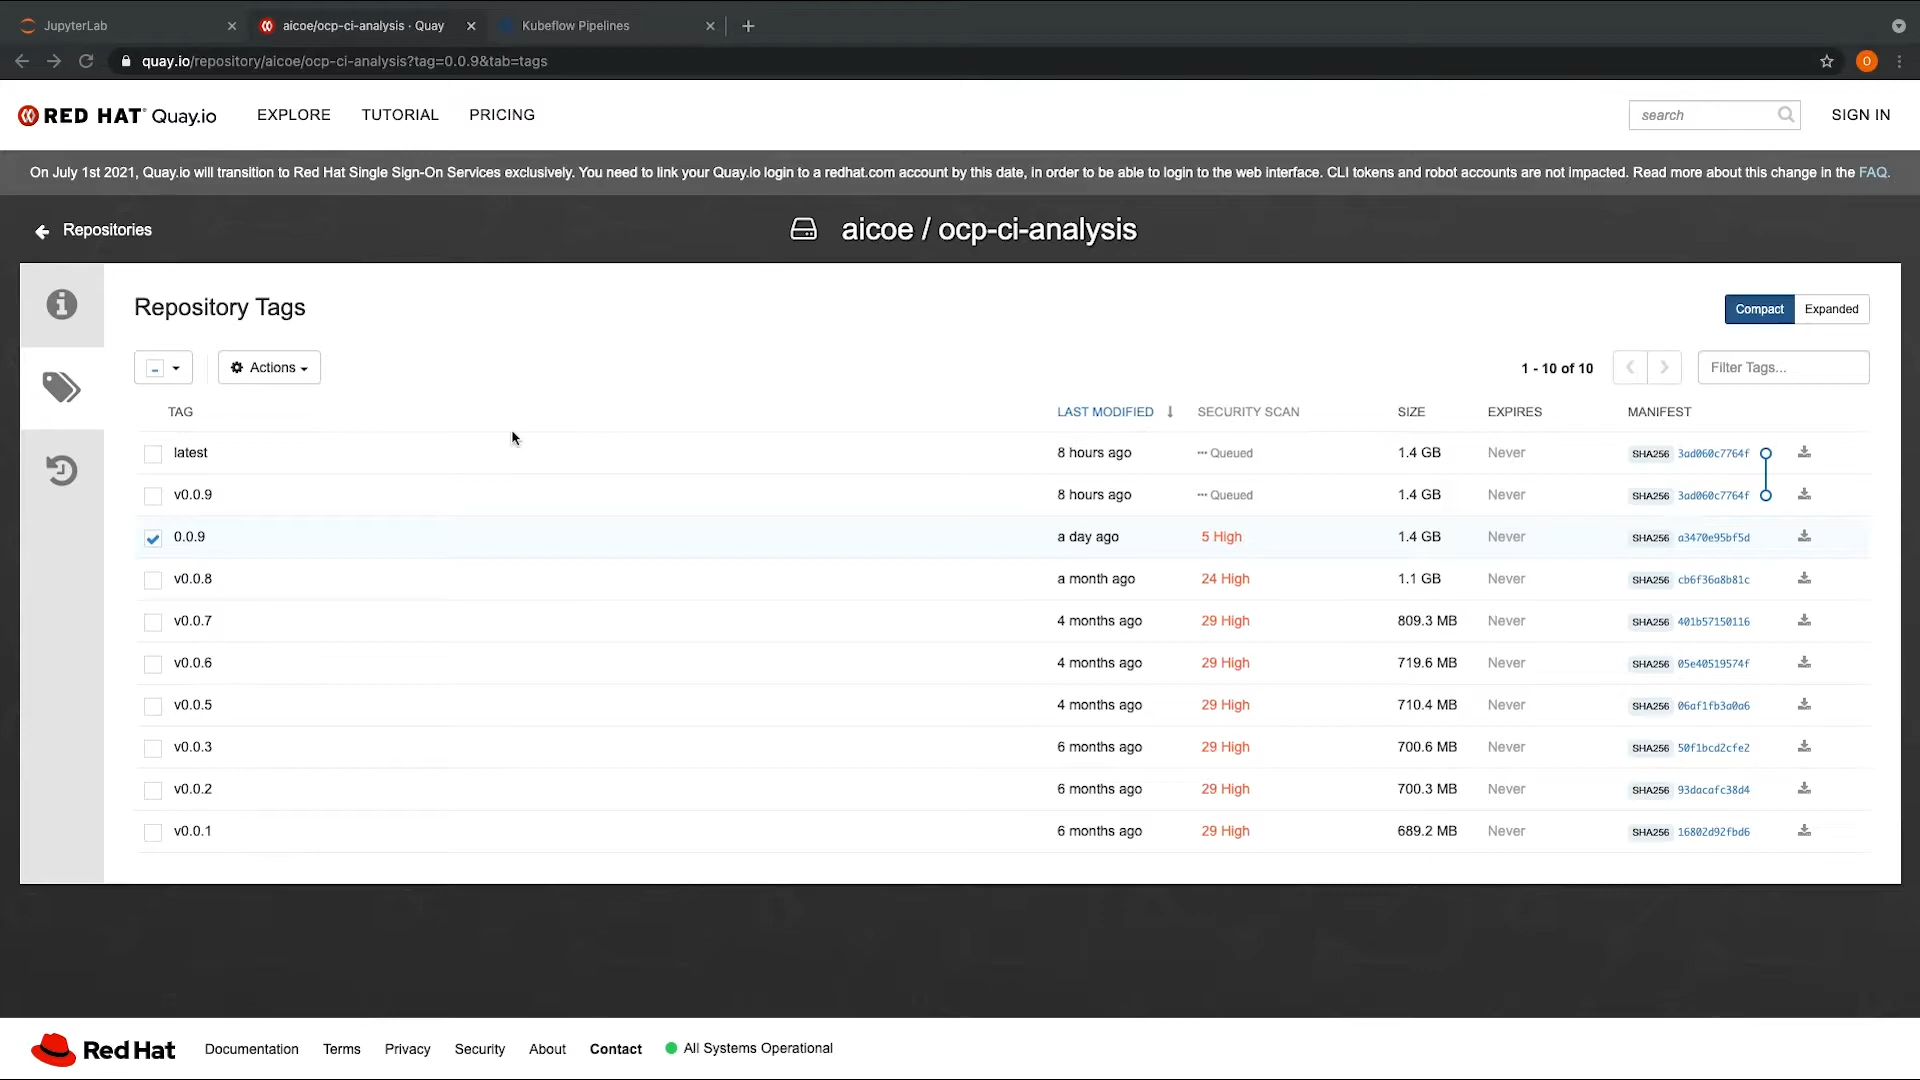 JupyterLab
aicoe/ocp-ci-analysis · Quay
Kubeflow Pipelines
quay.io/repository/aicoe/ocp-ci-analysis?tag=0.0.9&tab=tags
O
RED HAT® Quay.io
EXPLORE
TUTORIAL
PRICING
search
SIGN IN
On July 1st 2021, Quay.io will transition to Red Hat Single Sign-On Services exclusively. You need to link your Quay.io login to a redhat.com account by this date, in order to be able to login to the web interface. CLI tokens and robot accounts are not impacted. Read more about this change in the FAQ.
Repositories
aicoe / ocp-ci-analysis
Repository Tags
Compact
Expanded
Actions
1 - 10 of 10
Filter Tags...
TAG LAST MODIFIED SECURITY SCAN SIZE EXPIRES MANIFEST
latest 8 hours ago Queued 1.4 GB Never SHA256 3ad060c7764f
v0.0.9 8 hours ago Queued 1.4 GB Never SHA256 3ad060c7764f
0.0.9 a day ago 5 High 1.4 GB Never SHA256 a3470e95bf5d
v0.0.8 a month ago 24 High 1.1 GB Never SHA256 cb6f36a8b81c
v0.0.7 4 months ago 29 High 809.3 MB Never SHA256 401b57150116
v0.0.6 4 months ago 29 High 719.6 MB Never SHA256 05e40519574f
v0.0.5 4 months ago 29 High 710.4 MB Never SHA256 06af1fb3a0a6
v0.0.3 6 months ago 29 High 700.6 MB Never SHA256 50f1bcd2cfe2
v0.0.2 6 months ago 29 High 700.3 MB Never SHA256 93dacafc38d4
v0.0.1 6 months ago 29 High 689.2 MB Never SHA256 16802d92fbd6
Red Hat
Documentation
Terms
Privacy
Security
About
Contact
All Systems Operational